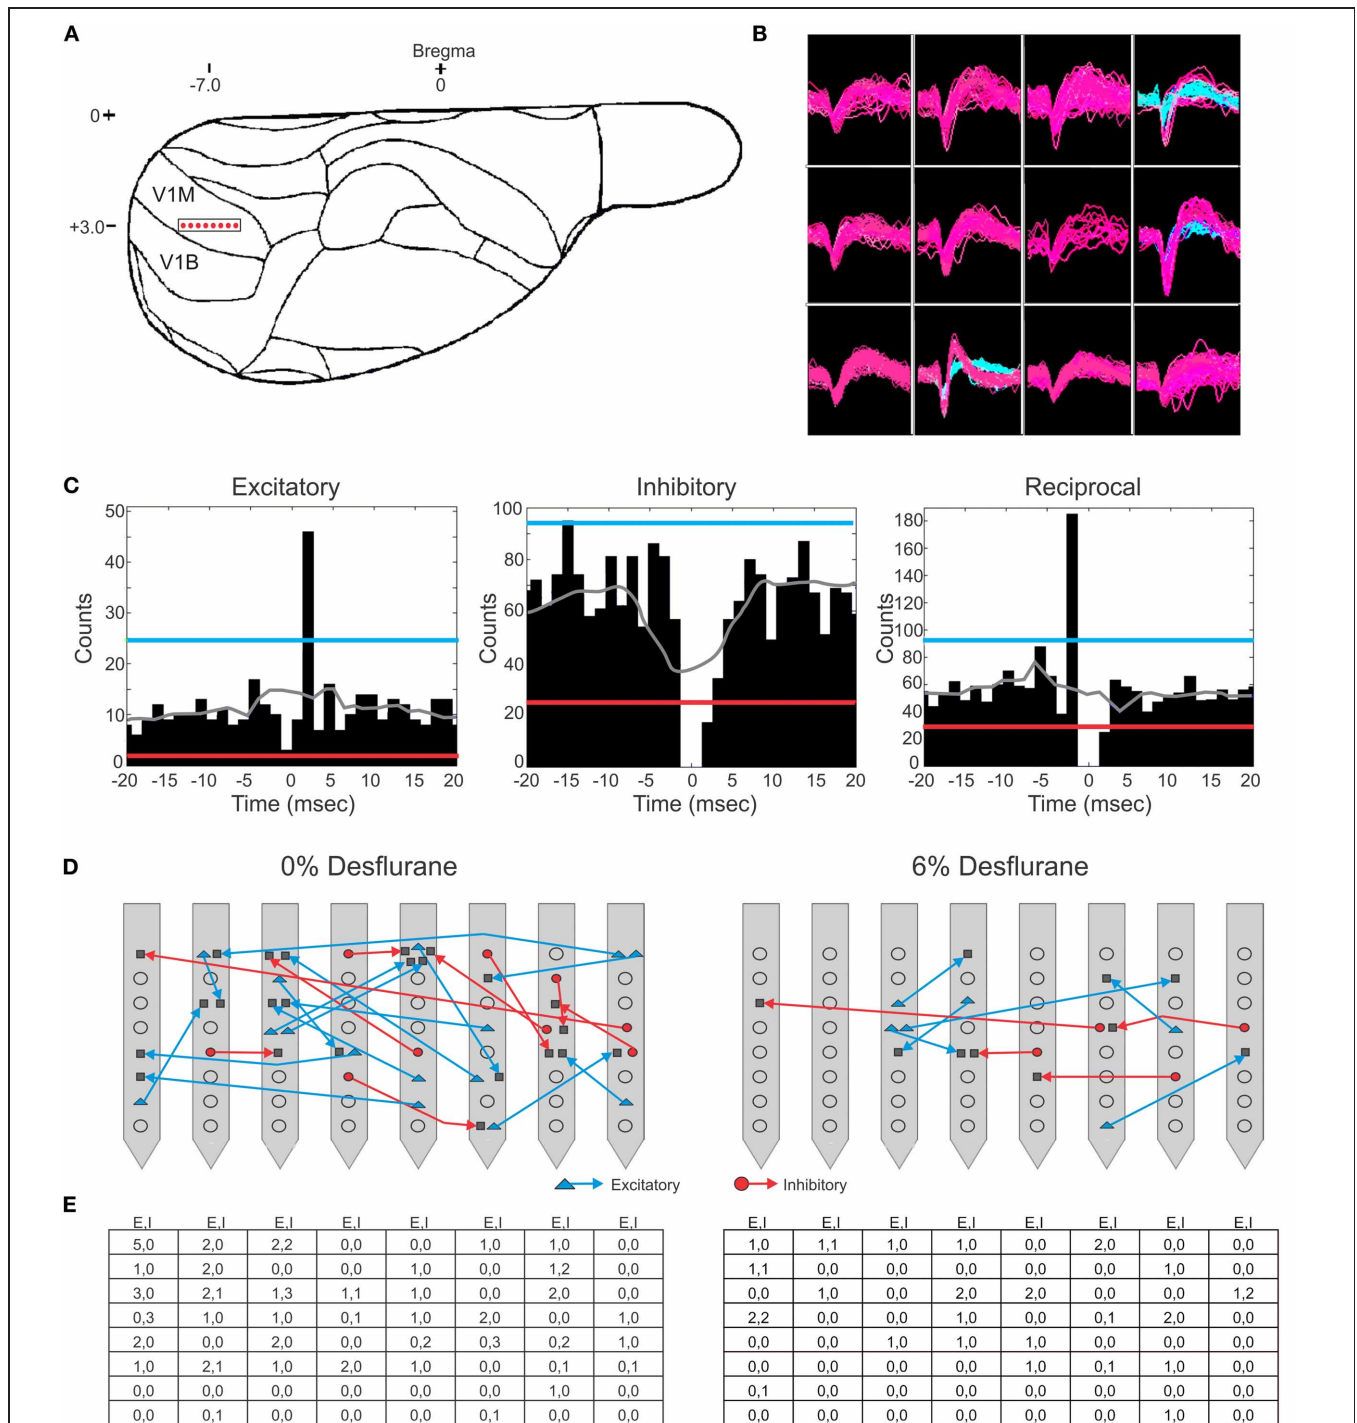 A
Bregma
-7.0
0
0
V1M
+3.0
V1B
B
C
Excitatory
50
40
30
20
10
0
Counts
-20 -15 -10 -5 0 5 10 15 20
Time (msec)
Inhibitory
100
80
60
40
20
0
Counts
-20 -15 -10 -5 0 5 10 15 20
Time (msec)
Reciprocal
180
160
140
120
100
80
60
40
20
0
Counts
-20 -15 -10 -5 0 5 10 15 20
Time (msec)
D
0% Desflurane
6% Desflurane
Excitatory
Inhibitory
E
E,I E,I E,I E,I E,I E,I E,I E,I
5,0 2,0 2,2 0,0 0,0 1,0 1,0 0,0
1,0 2,0 0,0 0,0 1,0 0,0 1,2 0,0
3,0 2,1 1,3 1,1 1,0 0,0 2,0 0,0
0,3 1,0 1,0 0,1 1,0 2,0 0,0 1,0
2,0 0,0 2,0 0,0 0,2 0,3 0,2 1,0
1,0 2,1 1,0 2,0 1,0 0,0 0,1 0,1
0,0 0,0 0,0 0,0 0,0 0,0 1,0 0,0
0,0 0,1 0,0 0,0 0,0 0,1 0,0 0,0
E,I E,I E,I E,I E,I E,I E,I E,I
1,0 1,1 1,0 1,0 0,0 2,0 0,0 0,0
1,1 0,0 0,0 0,0 0,0 0,0 1,0 0,0
0,0 1,0 0,0 2,0 2,0 0,0 0,0 1,2
2,2 0,0 0,0 1,0 0,0 0,1 2,0 0,0
0,0 0,0 1,0 1,0 1,0 0,0 0,0 0,0
0,0 0,0 0,0 0,0 1,0 0,1 1,0 0,0
0,1 0,0 0,0 0,0 0,0 0,0 0,0 0,0
0,0 0,0 0,0 0,0 0,0 0,0 1,0 0,0